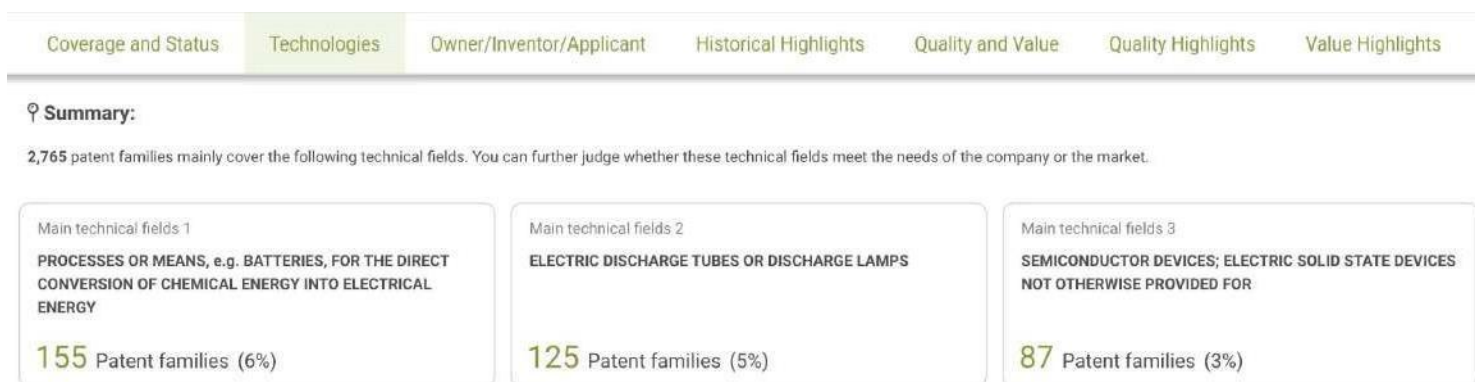 Coverage and Status Technologies Owner/Inventor/Applicant Historical Highlights Quality and Value Quality Highlights Value Highlights
Summary:
2,765 patent families mainly cover the following technical fields. You can further judge whether these technical fields meet the needs of the company or the market.
Main technical fields 1
PROCESSES OR MEANS, e.g. BATTERIES, FOR THE DIRECT
CONVERSION OF CHEMICAL ENERGY INTO ELECTRICAL
ENERGY
155 Patent families (6%)
Main technical fields 2
ELECTRIC DISCHARGE TUBES OR DISCHARGE LAMPS
125 Patent families (5%)
Main technical fields 3
SEMICONDUCTOR DEVICES; ELECTRIC SOLID STATE DEVICES
NOT OTHERWISE PROVIDED FOR
87 Patent families (3%)